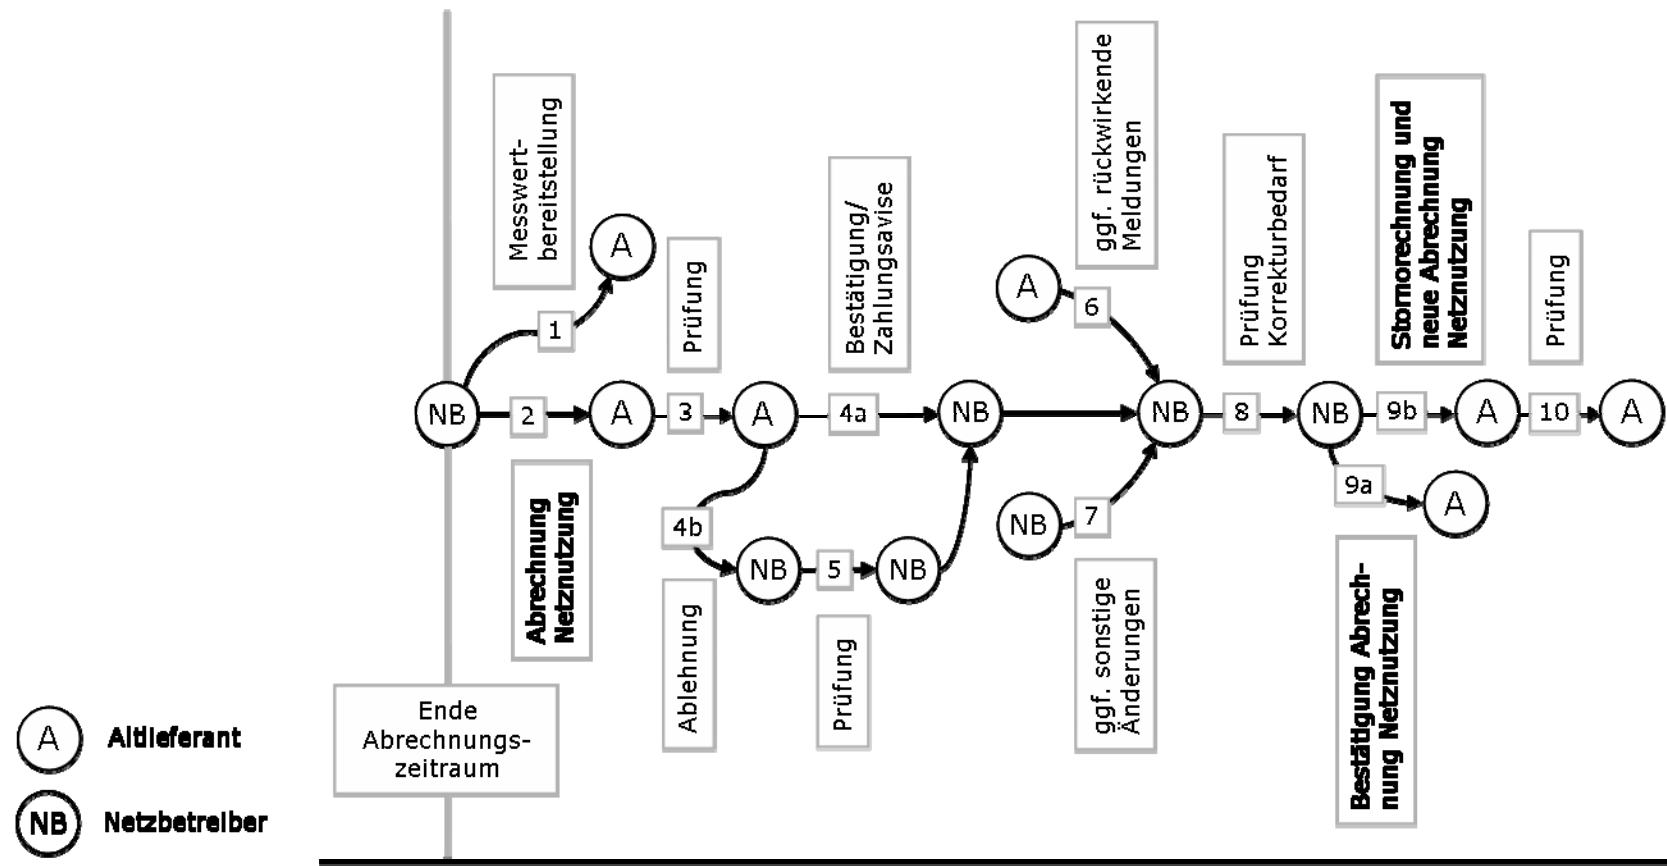 Messwert-
bereitstellung
1
A
NB
2
Abrechnung
Netznutzung
A
Prüfung
3
A
Bestätigung/
Zahlungsavise
4a
NB
4b
Ablehnung
NB
5
Prüfung
NB
ggf. rückwirkende
Meldungen
A
6
NB
NB
7
ggf. sonstige
Änderungen
Prüfung
Korrekturbedarf
8
NB
Stornorechnung und
neue Abrechnung
Netznutzung
9b
A
9a
A
Bestätigung Abrech-
nung Netznutzung
Prüfung
10
A
Ende
Abrechnungs-
zeitraum
A Altlieferant
NB Netzbetreiber